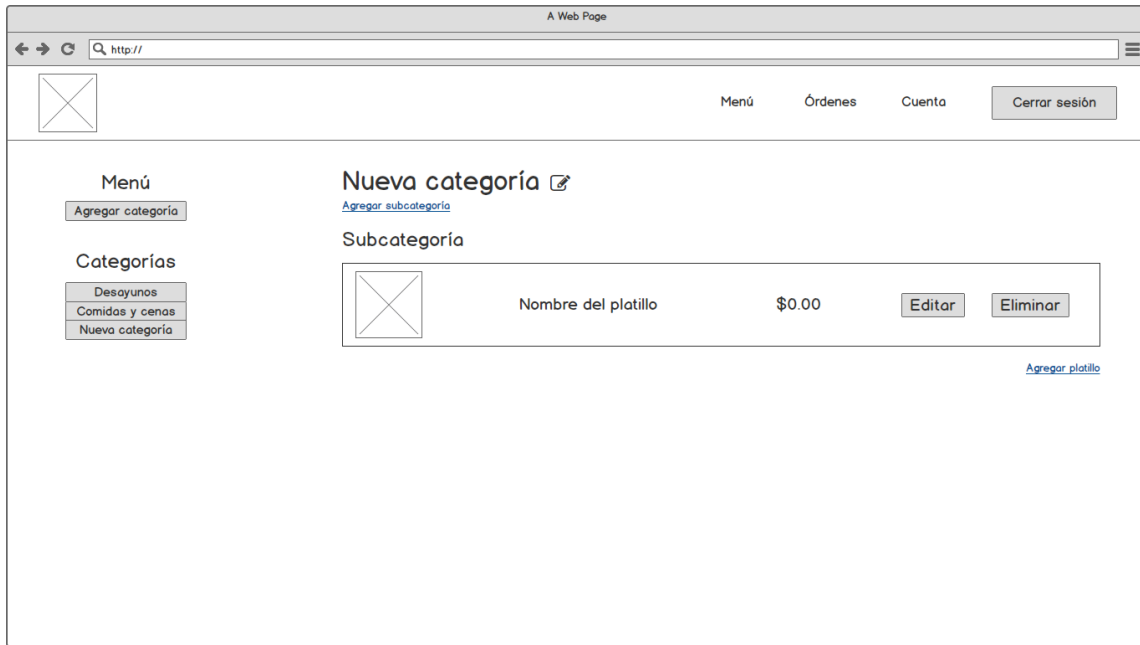 A Web Page
http://
Menú
Órdenes
Cuenta
Cerrar sesión
Menú
Agregar categoría
Categorías
Desayunos
Comidas y cenas
Nueva categoría
Nueva categoría
Agregar subcategoría
Subcategoría
Nombre del platillo
$0.00
Editar
Eliminar
Agregar platillo